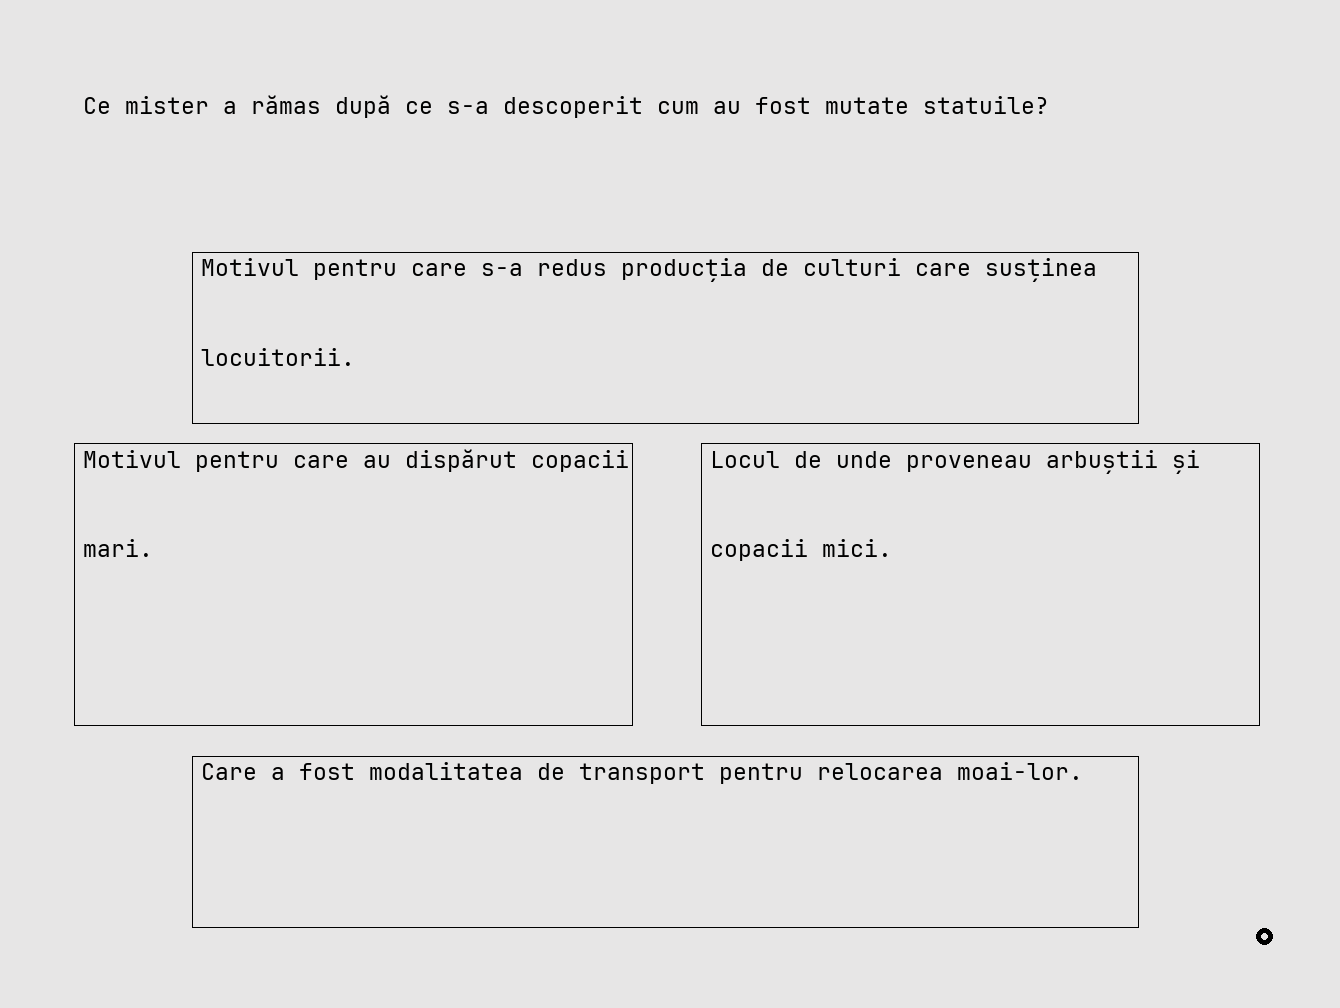 Ce mister a rămas după ce s-a descoperit cum au fost mutate statuile?
Motivul pentru care s-a redus producția de culturi care susținea
locuitorii.
Motivul pentru care au dispărut copacii
mari.
Locul de unde proveneau arbuștii și
copacii mici.
Care a fost modalitatea de transport pentru relocarea moai-lor.